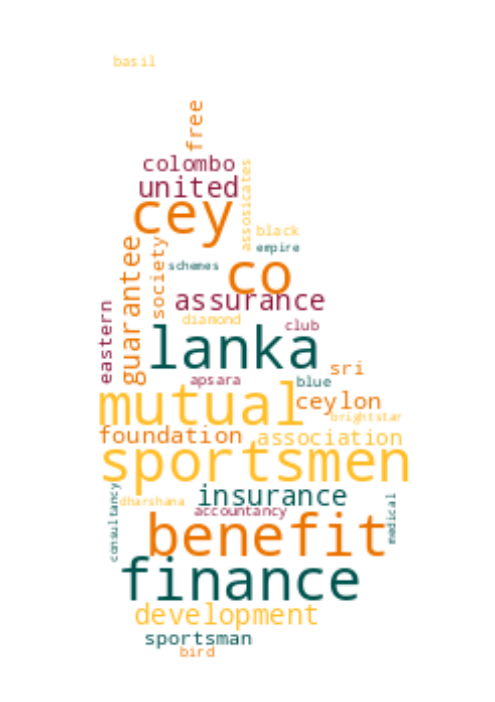 basil
free
colombo
united
assosicates
cey
black
empire
guarantee
society
schemes
co
assurance
eastern
diamond
club
lanka
sri
apsara
blue
mutual
ceylon
brightstar
foundation
association
sportsmen
consultancy
insurance
dharshana
accountancy
medical
benefit
finance
development
sportsman
bird